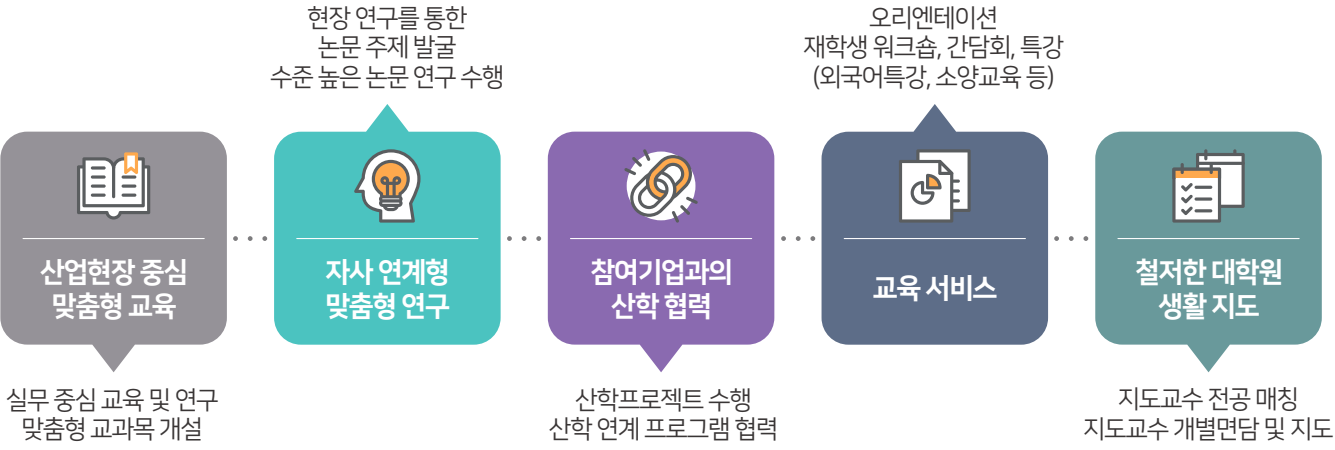 현장 연구를 통한
논문 주제 발굴
수준 높은 논문 연구 수행
오리엔테이션
재학생 워크숍, 간담회, 특강
(외국어특강, 소양교육 등)
산업현장 중심
맞춤형 교육
자사 연계형
맞춤형 연구
참여기업과의
산학 협력
교육 서비스
철저한 대학원
생활 지도
실무 중심 교육 및 연구
맞춤형 교과목 개설
산학프로젝트 수행
산학 연계 프로그램 협력
지도교수 전공 매칭
지도교수 개별면담 및 지도